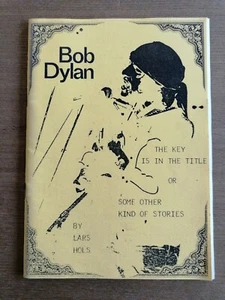 Bob
Dylan
THE KEY
IS IN THE TITLE
OR
SOME OTHER
KIND OF STORIES
BY
LARS
HOLS